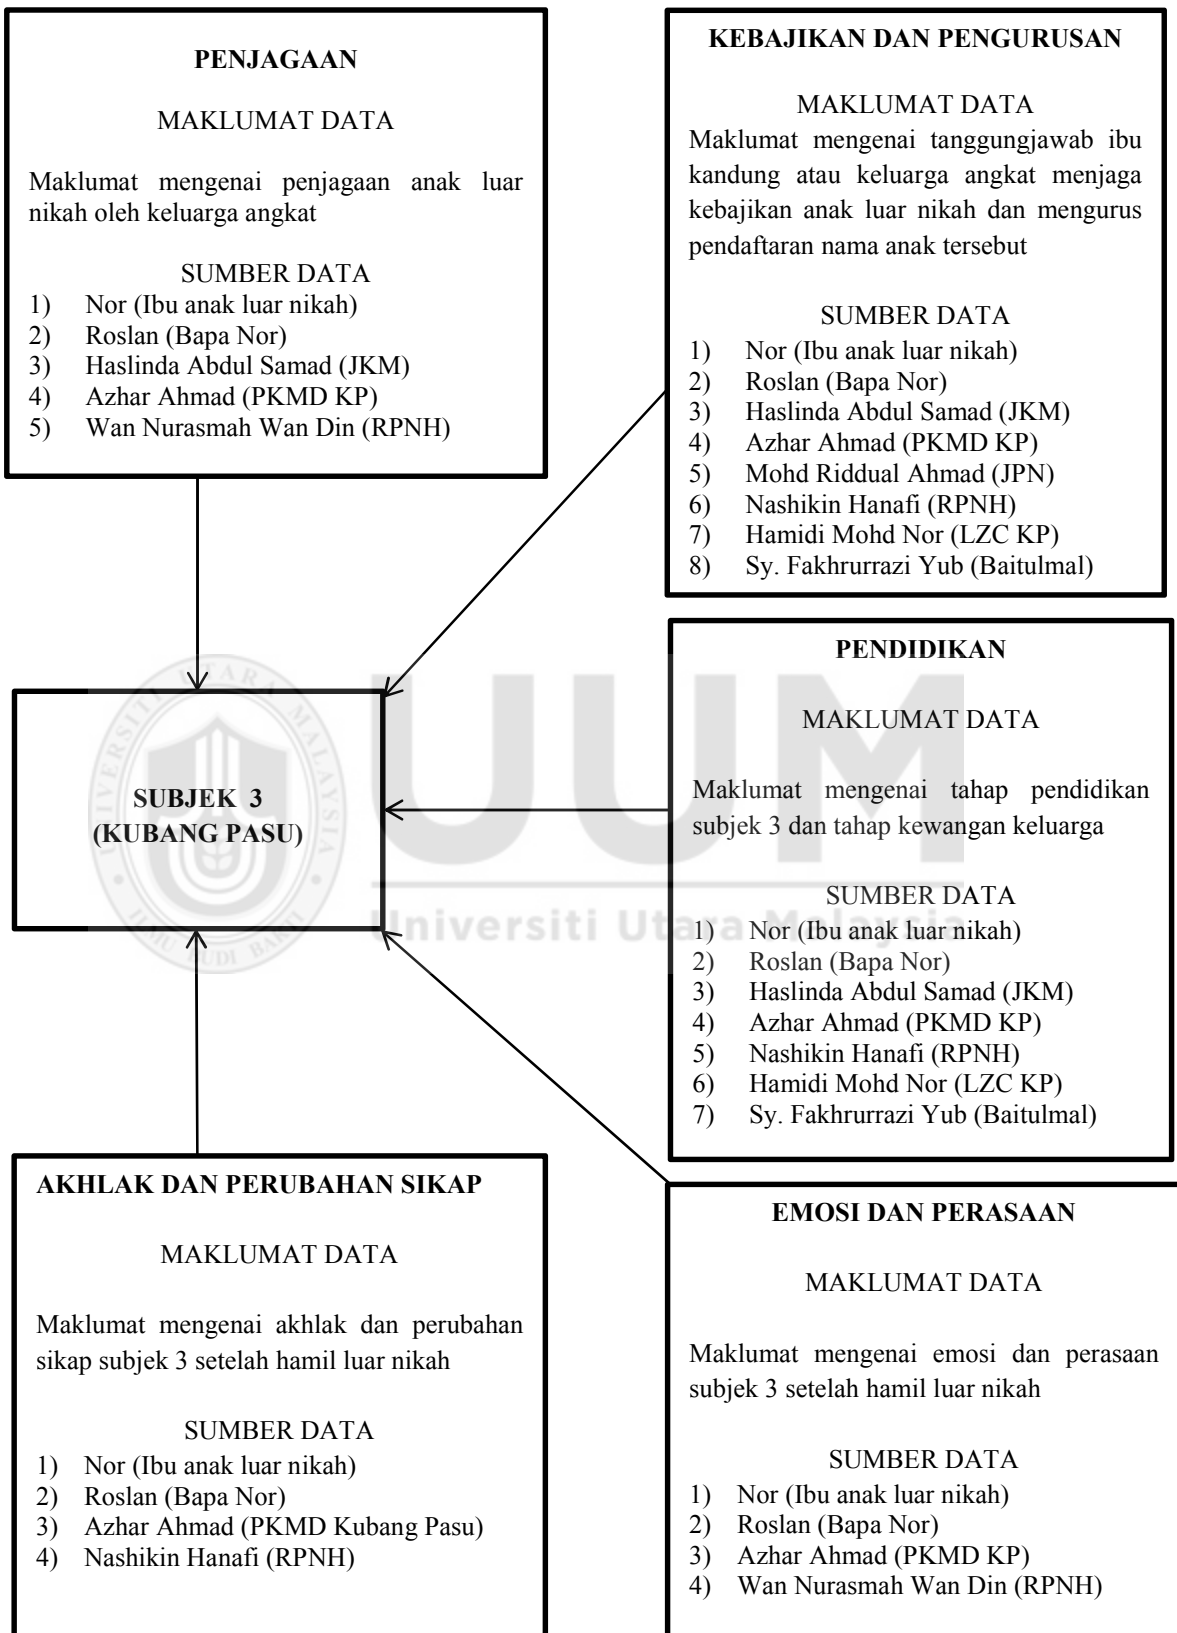 PENJAGAAN
MAKLUMAT DATA
Maklumat mengenai penjagaan anak luar
nikah oleh keluarga angkat
SUMBER DATA
1) Nor (Ibu anak luar nikah)
2) Roslan (Bapa Nor)
3) Haslinda Abdul Samad (JKM)
4) Azhar Ahmad (PKMD KP)
5) Wan Nurasmah Wan Din (RPNH)
KEBAJIKAN DAN PENGURUSAN
MAKLUMAT DATA
Maklumat mengenai tanggungjawab ibu
kandung atau keluarga angkat menjaga
kebajikan anak luar nikah dan mengurus
pendaftaran nama anak tersebut
SUMBER DATA
1) Nor (Ibu anak luar nikah)
2) Roslan (Bapa Nor)
3) Haslinda Abdul Samad (JKM)
4) Azhar Ahmad (PKMD KP)
5) Mohd Riddual Ahmad (JPN)
6) Nashikin Hanafi (RPNH)
7) Hamidi Mohd Nor (LZC KP)
8) Sy. Fakhrurrazi Yub (Baitulmal)
SUBJEK 3
(KUBANG PASU)
UNIVERSITI UTARA MALAYSIA
ILMU BUDI BAKTI
UUM
Universiti Utara Malaysia
PENDIDIKAN
MAKLUMAT DATA
Maklumat mengenai tahap pendidikan
subjek 3 dan tahap kewangan keluarga
SUMBER DATA
1) Nor (Ibu anak luar nikah)
2) Roslan (Bapa Nor)
3) Haslinda Abdul Samad (JKM)
4) Azhar Ahmad (PKMD KP)
5) Nashikin Hanafi (RPNH)
6) Hamidi Mohd Nor (LZC KP)
7) Sy. Fakhrurrazi Yub (Baitulmal)
AKHLAK DAN PERUBAHAN SIKAP
MAKLUMAT DATA
Maklumat mengenai akhlak dan perubahan
sikap subjek 3 setelah hamil luar nikah
SUMBER DATA
1) Nor (Ibu anak luar nikah)
2) Roslan (Bapa Nor)
3) Azhar Ahmad (PKMD Kubang Pasu)
4) Nashikin Hanafi (RPNH)
EMOSI DAN PERASAAN
MAKLUMAT DATA
Maklumat mengenai emosi dan perasaan
subjek 3 setelah hamil luar nikah
SUMBER DATA
1) Nor (Ibu anak luar nikah)
2) Roslan (Bapa Nor)
3) Azhar Ahmad (PKMD KP)
4) Wan Nurasmah Wan Din (RPNH)